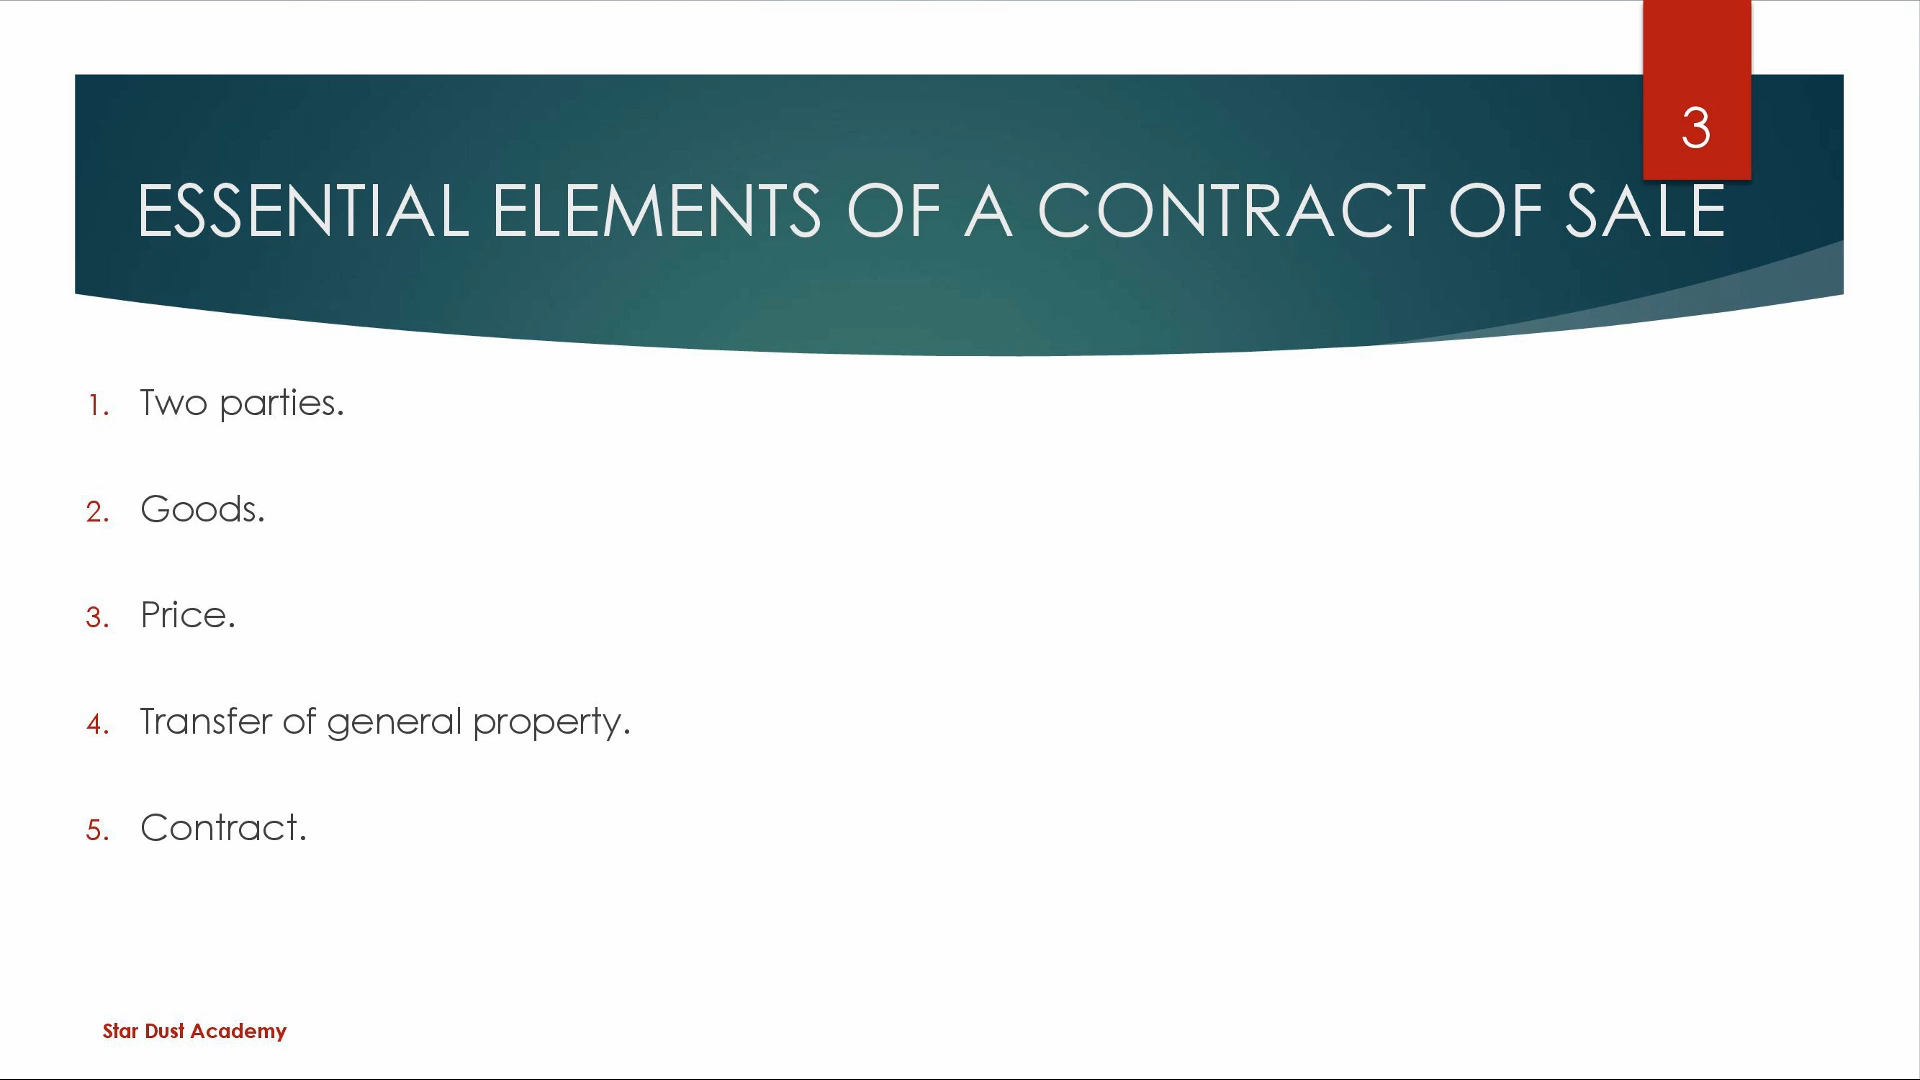 3
ESSENTIAL ELEMENTS OF A CONTRACT OF SALE
1. Two parties.
2. Goods.
3. Price.
4. Transfer of general property.
5. Contract.
Star Dust Academy